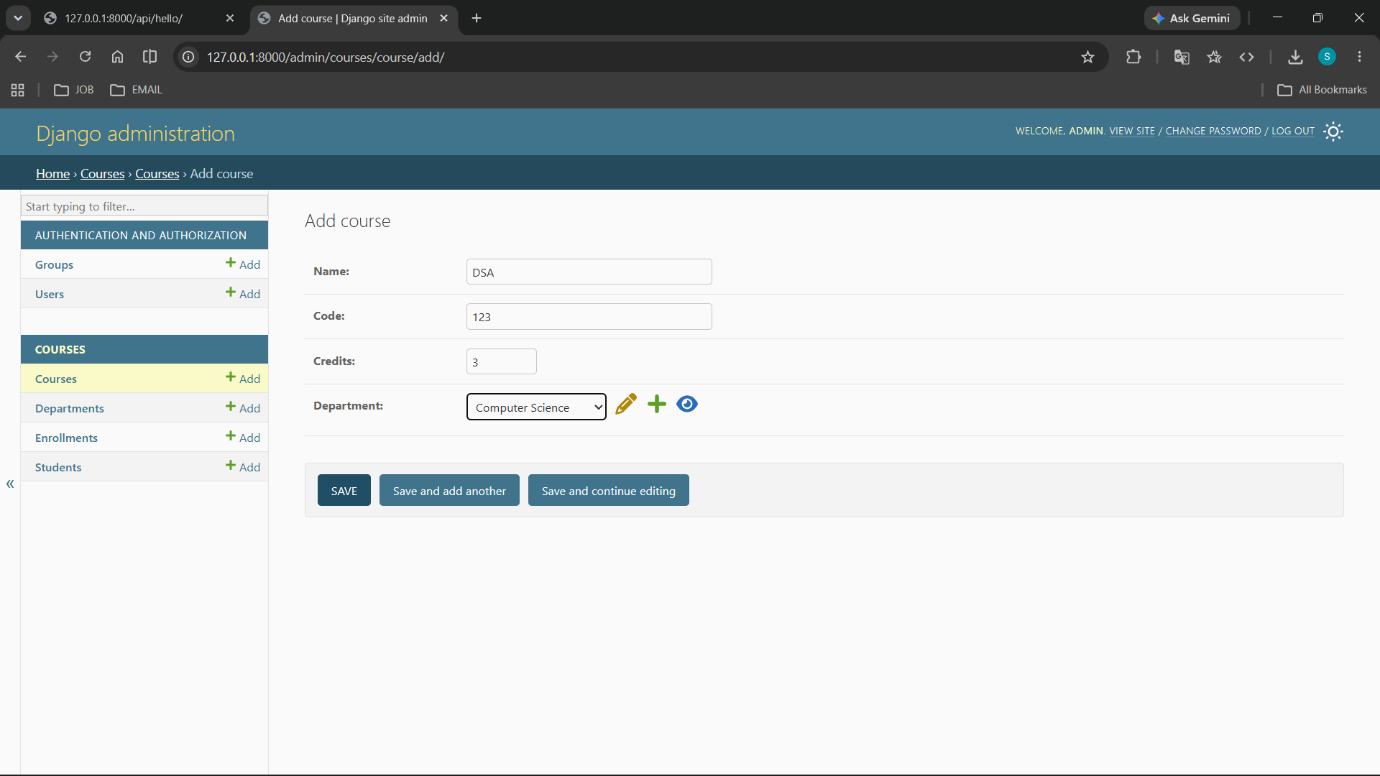 127.0.0.1:8000/api/hello/
Add course | Django site admin
Ask Gemini
127.0.0.1:8000/admin/courses/course/add/
S
JOB
EMAIL
All Bookmarks
Django administration
WELCOME, ADMIN. VIEW SITE / CHANGE PASSWORD / LOG OUT
Home › Courses › Courses › Add course
Start typing to filter...
AUTHENTICATION AND AUTHORIZATION
Groups + Add
Users + Add
COURSES
Courses + Add
Departments + Add
Enrollments + Add
Students + Add
«
Add course
Name: DSA
Code: 123
Credits: 3
Department: Computer Science
SAVE Save and add another Save and continue editing